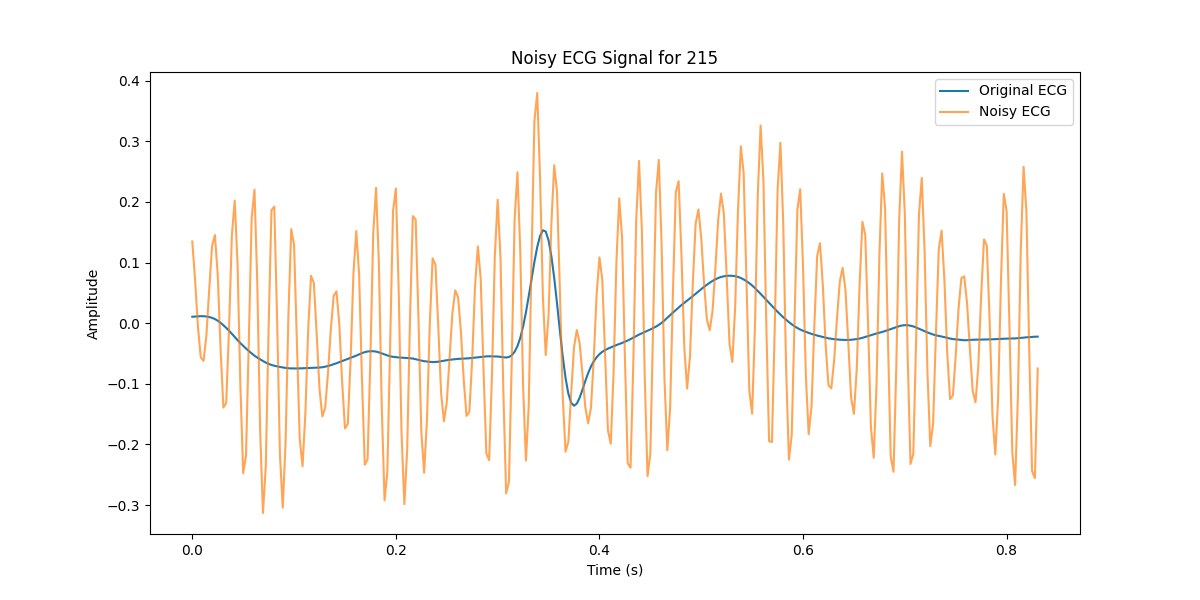 Noisy ECG Signal for 215
Original ECG
Noisy ECG
Amplitude
0.4
0.3
0.2
0.1
0.0
−0.1
−0.2
−0.3
0.0 0.2 0.4 0.6 0.8
Time (s)